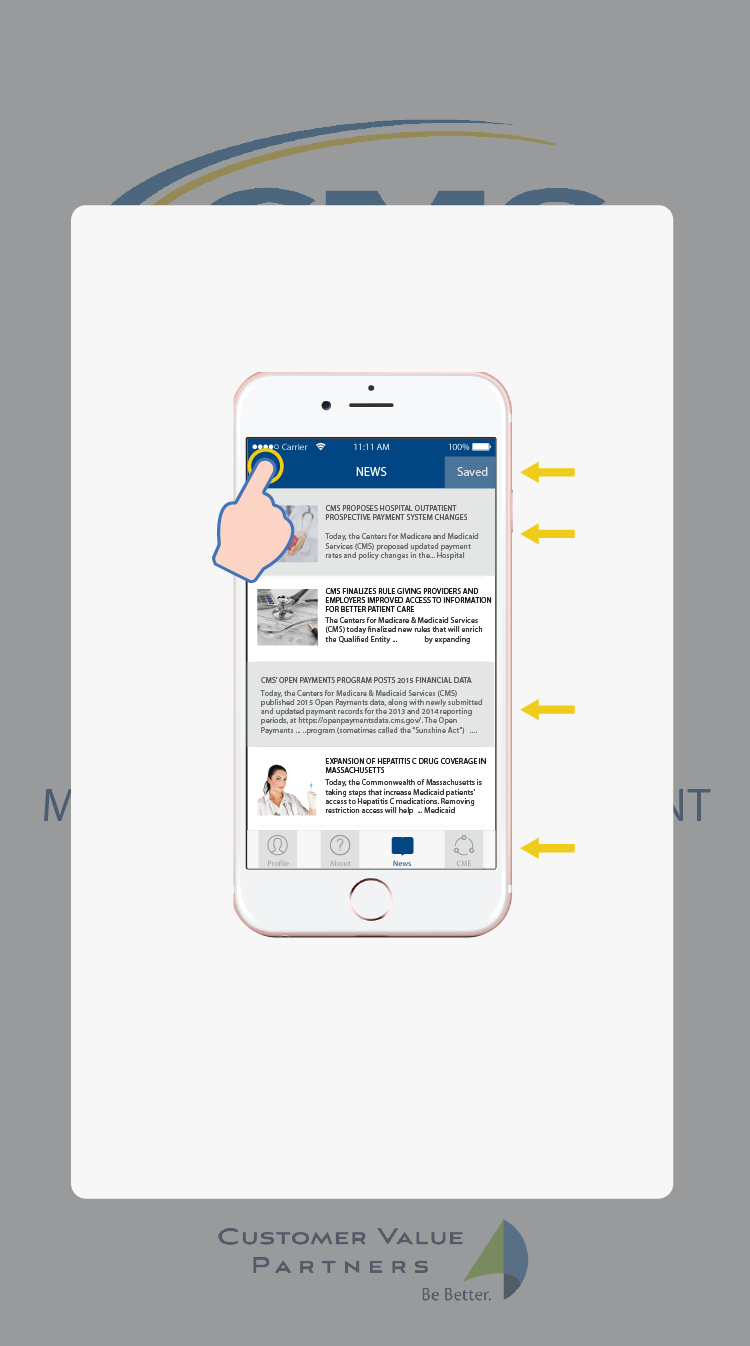 CMS
Carrier 11:11 AM 100%
NEWS
Saved
CMS PROPOSES HOSPITAL OUTPATIENT
PROSPECTIVE PAYMENT SYSTEM CHANGES
Today, the Centers for Medicare and Medicaid
Services (CMS) proposed updated payment
rates and policy changes in the... Hospital
CMS FINALIZES RULE GIVING PROVIDERS AND
EMPLOYERS IMPROVED ACCESS TO INFORMATION
FOR BETTER PATIENT CARE
The Centers for Medicare & Medicaid Services
(CMS) today finalized new rules that will enrich
the Qualified Entity ... by expanding
CMS' OPEN PAYMENTS PROGRAM POSTS 2015 FINANCIAL DATA
Today, the Centers for Medicare & Medicaid Services (CMS)
published 2015 Open Payments data, along with newly submitted
and updated payment records for the 2013 and 2014 reporting
periods, at https://openpaymentsdata.cms.gov/. The Open
Payments ... ..program (sometimes called the "Sunshine Act") ....
EXPANSION OF HEPATITIS C DRUG COVERAGE IN
MASSACHUSETTS
Today, the Commonwealth of Massachusetts is
taking steps that increase Medicaid patients'
access to Hepatitis C medications. Removing
restriction access will help ... Medicaid
M NT
Profile About News CME
CUSTOMER VALUE
PARTNERS
Be Better.